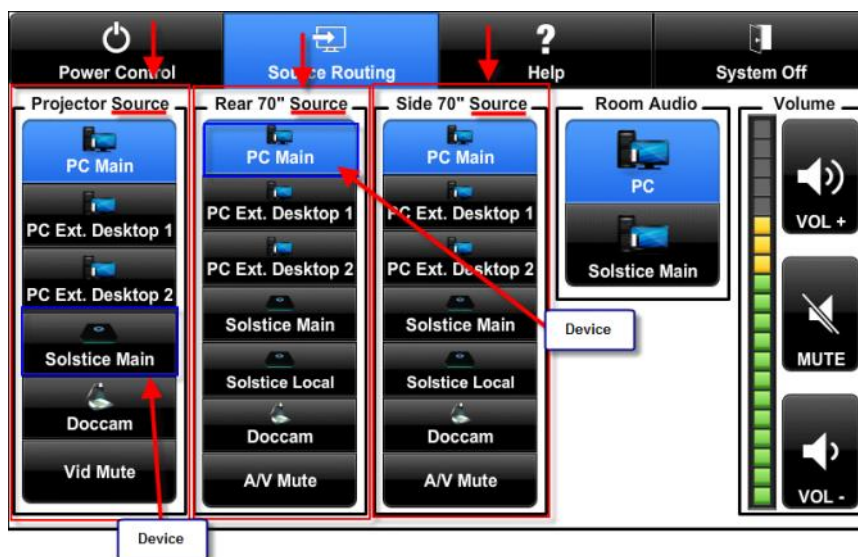 Power Control
Source Routing
Help
System Off
Projector Source
PC Main
PC Ext. Desktop 1
PC Ext. Desktop 2
Solstice Main
Doccam
Vid Mute
Rear 70" Source
PC Main
PC Ext. Desktop 1
PC Ext. Desktop 2
Solstice Main
Solstice Local
Doccam
A/V Mute
Side 70" Source
PC Main
PC Ext. Desktop 1
PC Ext. Desktop 2
Solstice Main
Solstice Local
Doccam
A/V Mute
Room Audio
PC
Solstice Main
Volume
VOL +
MUTE
VOL -
Device
Device